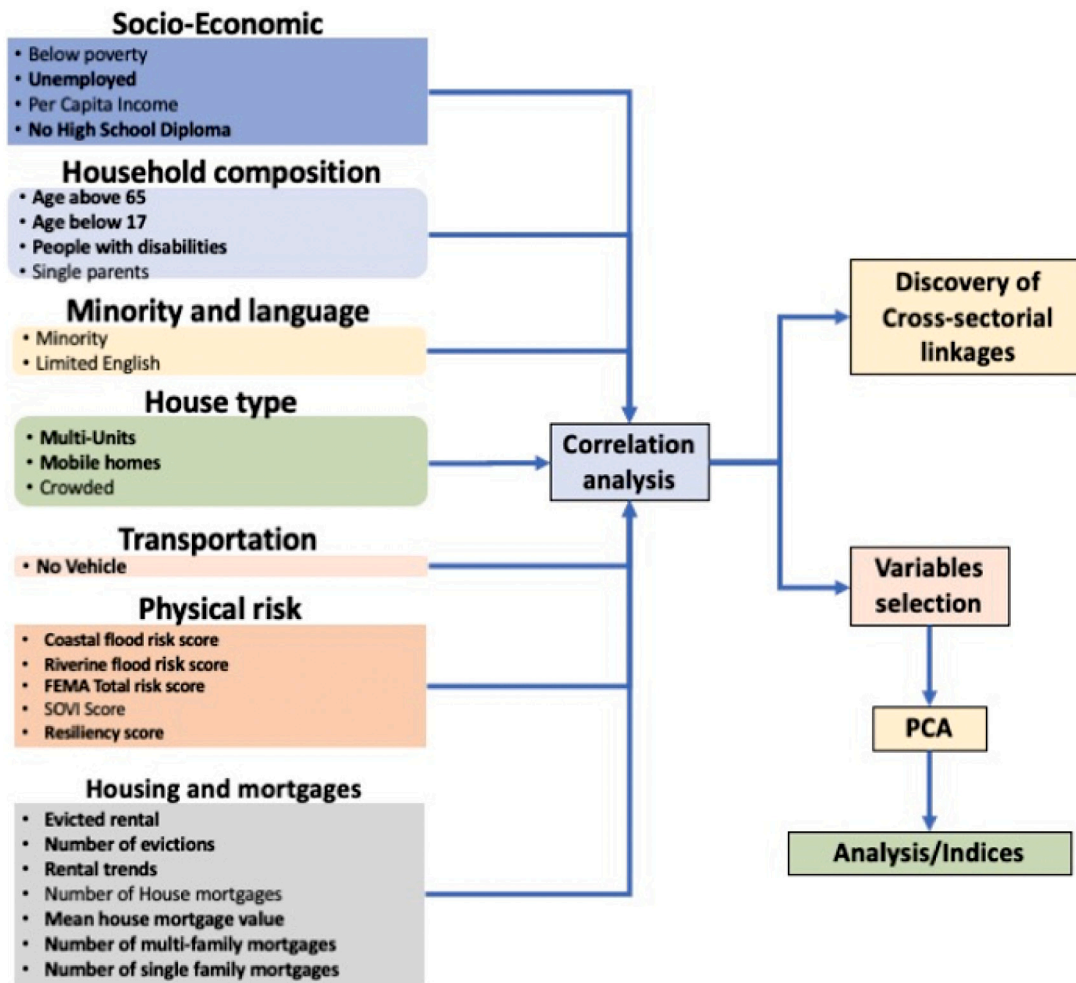 Socio-Economic
• Below poverty
• Unemployed
• Per Capita Income
• No High School Diploma
Household composition
• Age above 65
• Age below 17
• People with disabilities
• Single parents
Minority and language
• Minority
• Limited English
House type
• Multi-Units
• Mobile homes
• Crowded
Transportation
• No Vehicle
Physical risk
• Coastal flood risk score
• Riverine flood risk score
• FEMA Total risk score
• SOVI Score
• Resiliency score
Housing and mortgages
• Evicted rental
• Number of evictions
• Rental trends
• Number of House mortgages
• Mean house mortgage value
• Number of multi-family mortgages
• Number of single family mortgages
Correlation
analysis
Discovery of
Cross-sectorial
linkages
Variables
selection
PCA
Analysis/Indices